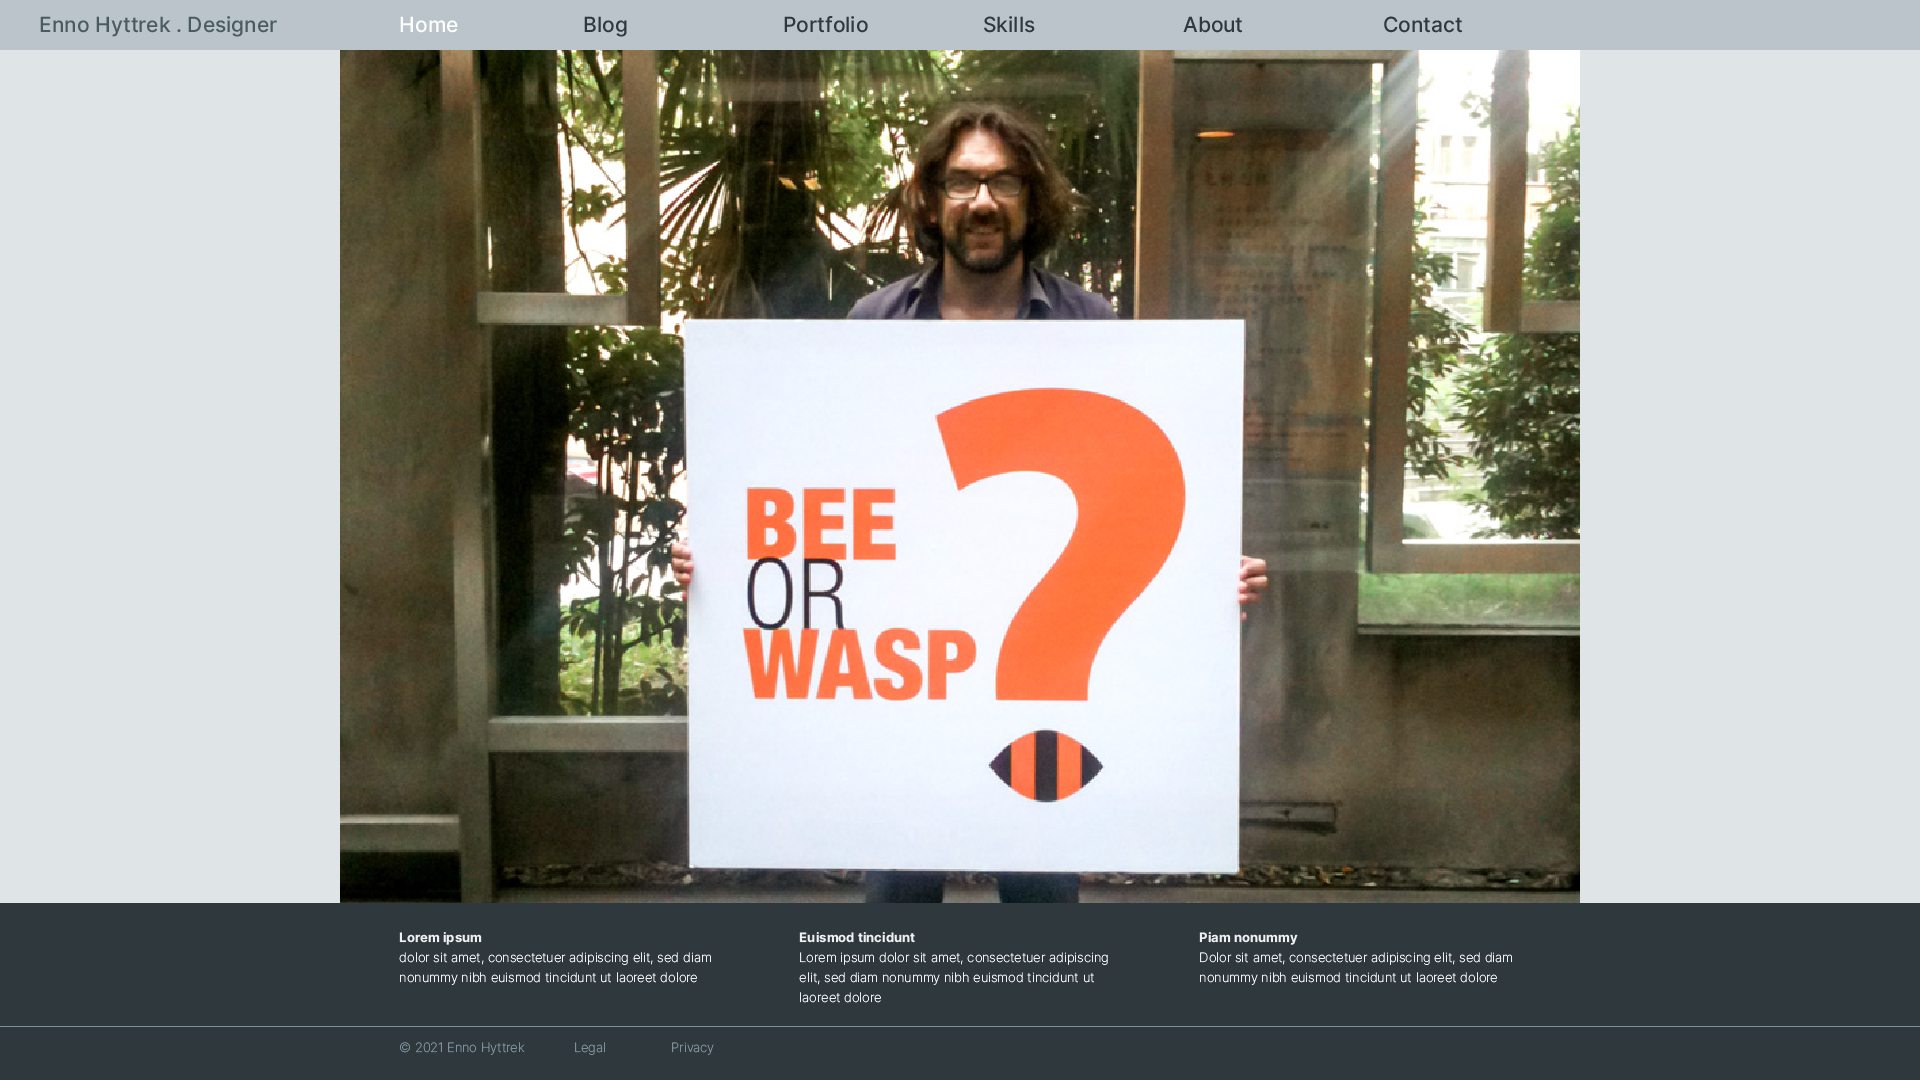 Enno Hyttrek . Designer
Home
Blog
Portfolio
Skills
About
Contact
BEE
OR
WASP
?
Lorem ipsum
dolor sit amet, consectetuer adipiscing elit, sed diam
nonummy nibh euismod tincidunt ut laoreet dolore
Euismod tincidunt
Lorem ipsum dolor sit amet, consectetuer adipiscing
elit, sed diam nonummy nibh euismod tincidunt ut
laoreet dolore
Piam nonummy
Dolor sit amet, consectetuer adipiscing elit, sed diam
nonummy nibh euismod tincidunt ut laoreet dolore
© 2021 Enno Hyttrek
Legal
Privacy